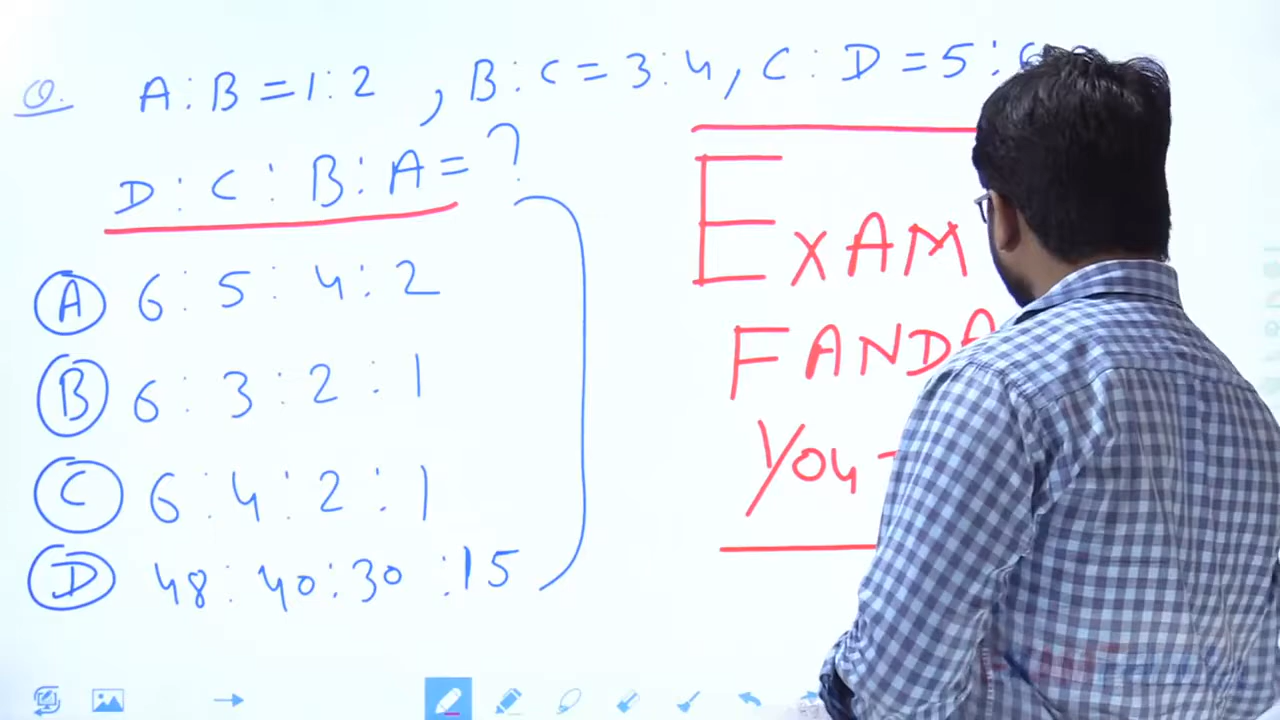 Q. A : B = 1 : 2 , B : C = 3 : 4 , C : D = 5 : 6
D : C : B : A = ?
A 6 : 5 : 4 : 2
B 6 : 3 : 2 : 1
C 6 : 4 : 2 : 1
D 48 : 40 : 30 : 15
EXAM
FANDA
You-